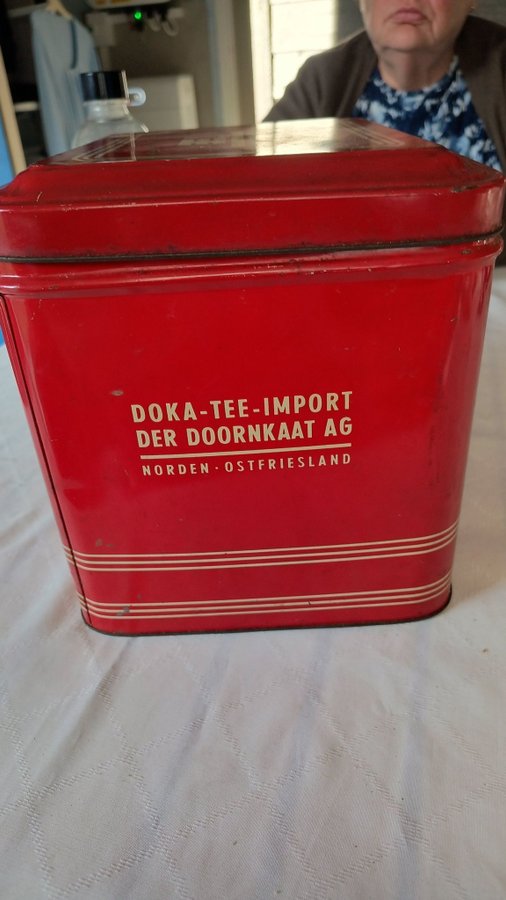 DOKA-TEE-IMPORT
DER DOORNKAAT AG
NORDEN · OSTFRIESLAND